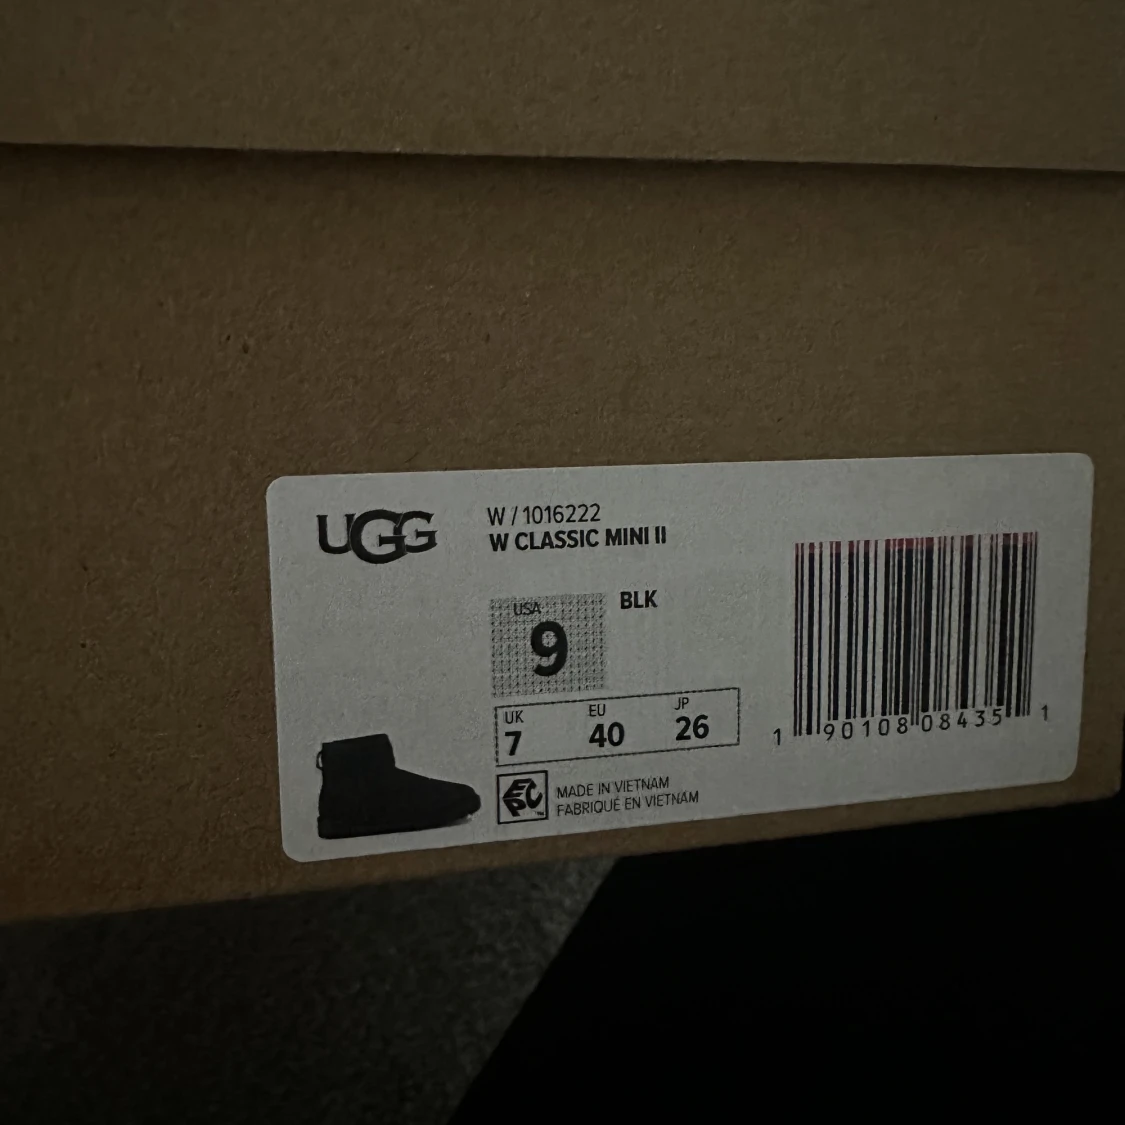 UGG
W / 1016222
W CLASSIC MINI II
USA
9
BLK
UK EU JP
7 40 26
MADE IN VIETNAM
FABRIQUÉ EN VIETNAM
1 90108 08435 1